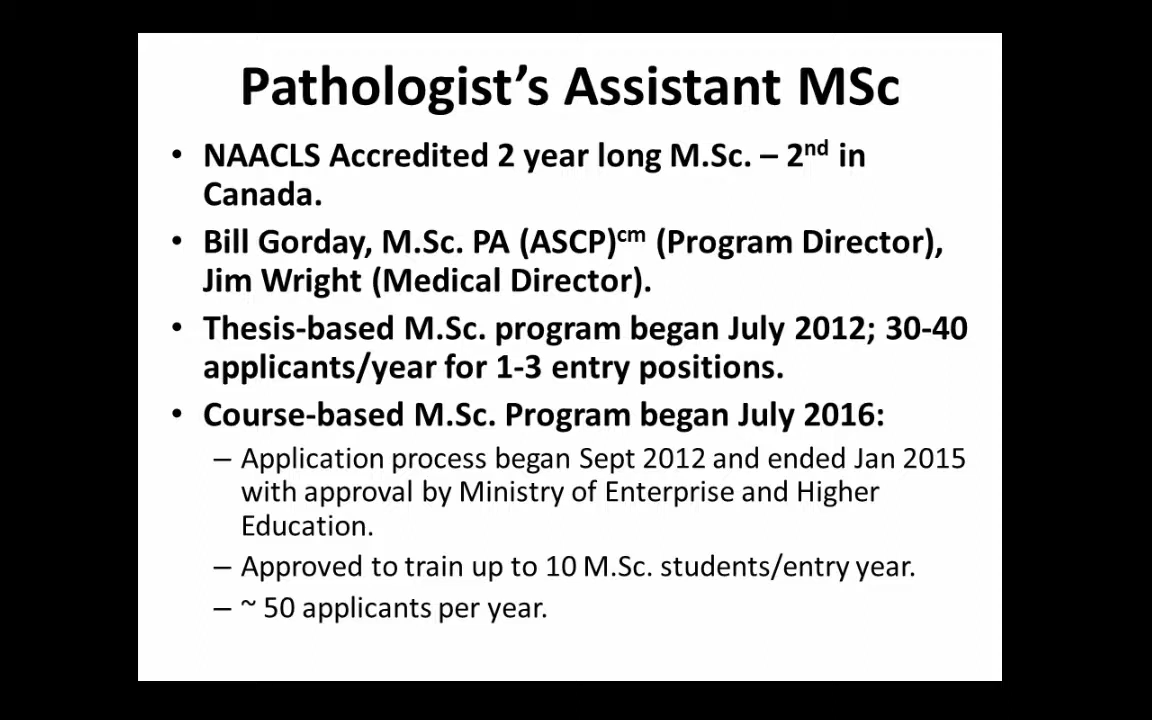 Pathologist’s Assistant MSc
• NAACLS Accredited 2 year long M.Sc. – 2nd in
Canada.
• Bill Gorday, M.Sc. PA (ASCP)cm (Program Director),
Jim Wright (Medical Director).
• Thesis-based M.Sc. program began July 2012; 30-40
applicants/year for 1-3 entry positions.
• Course-based M.Sc. Program began July 2016:
– Application process began Sept 2012 and ended Jan 2015
with approval by Ministry of Enterprise and Higher
Education.
– Approved to train up to 10 M.Sc. students/entry year.
– ~ 50 applicants per year.